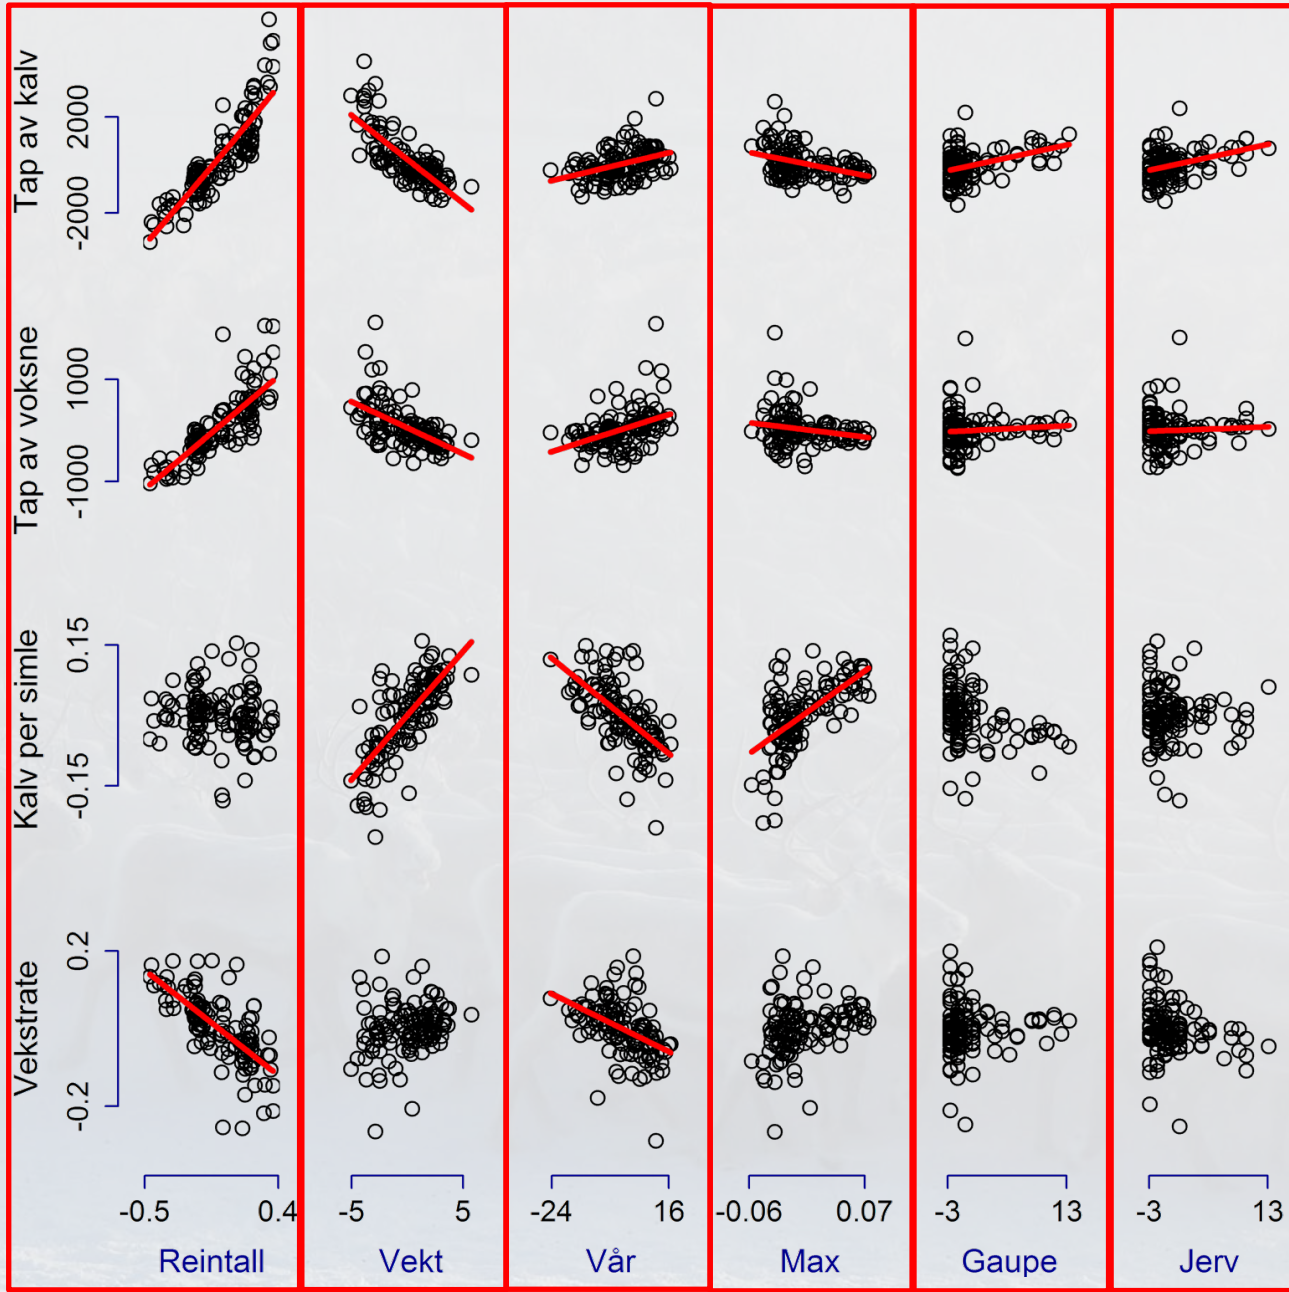 Tap av kalv
2000
-2000
Tap av voksne
1000
-1000
Kalv per simle
0.15
-0.15
Vekstrate
0.2
-0.2
-0.5 0.4 -5 5 -24 16 -0.06 0.07 -3 13 -3 13
Reintall Vekt Vår Max Gaupe Jerv